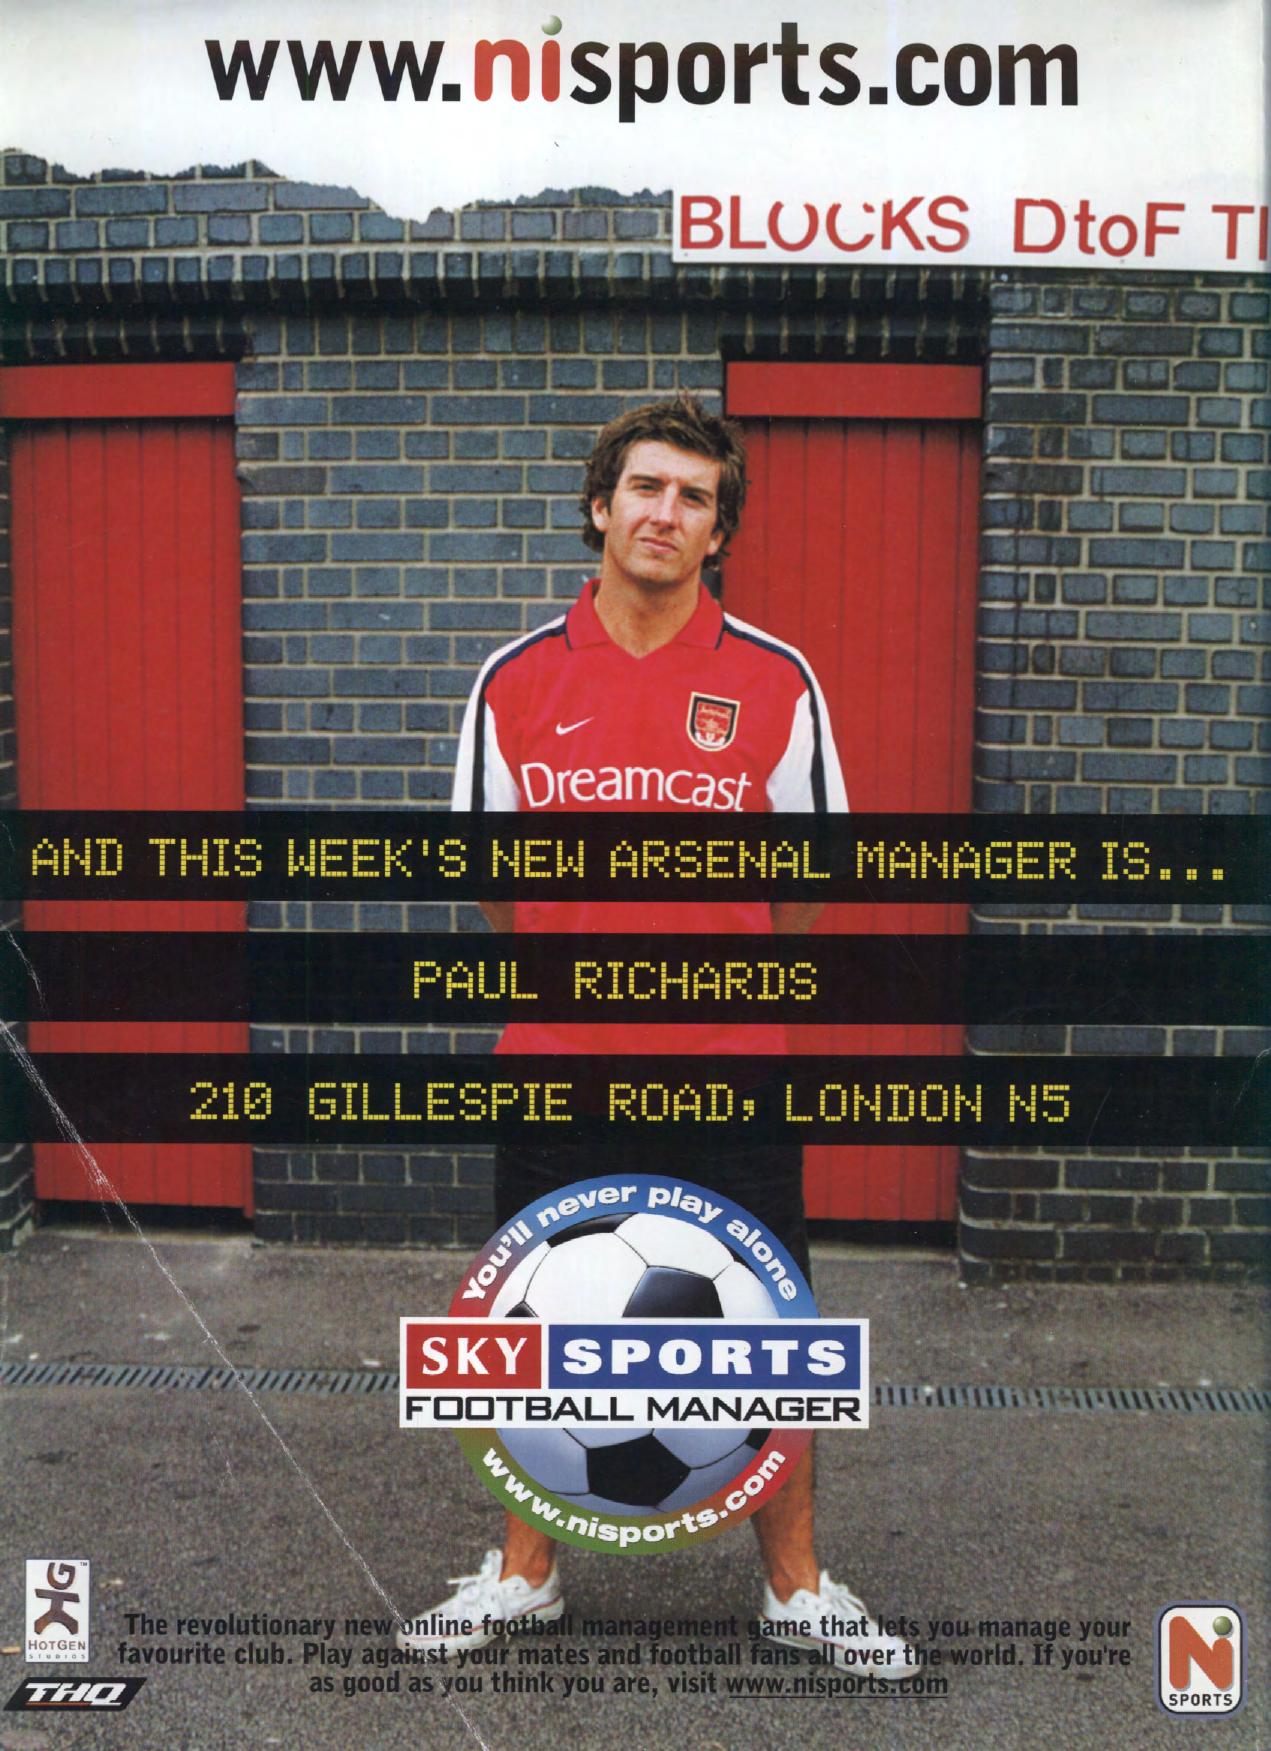 www.nisports.com
BLOCKS DtoF
Dreamcast
AND THIS WEEK'S NEW ARSENAL MANAGER IS...
PAUL RICHARDS
210 GILLESPIE ROAD, LONDON N5
You'll never play alone
SKY SPORTS
FOOTBALL MANAGER
www.nisports.com
HOTGEN
STUDIOS
The revolutionary new online football management game that lets you manage your
favourite club. Play against your mates and football fans all over the world. If you're
as good as you think you are, visit www.nisports.com
THQ
N
SPORTS